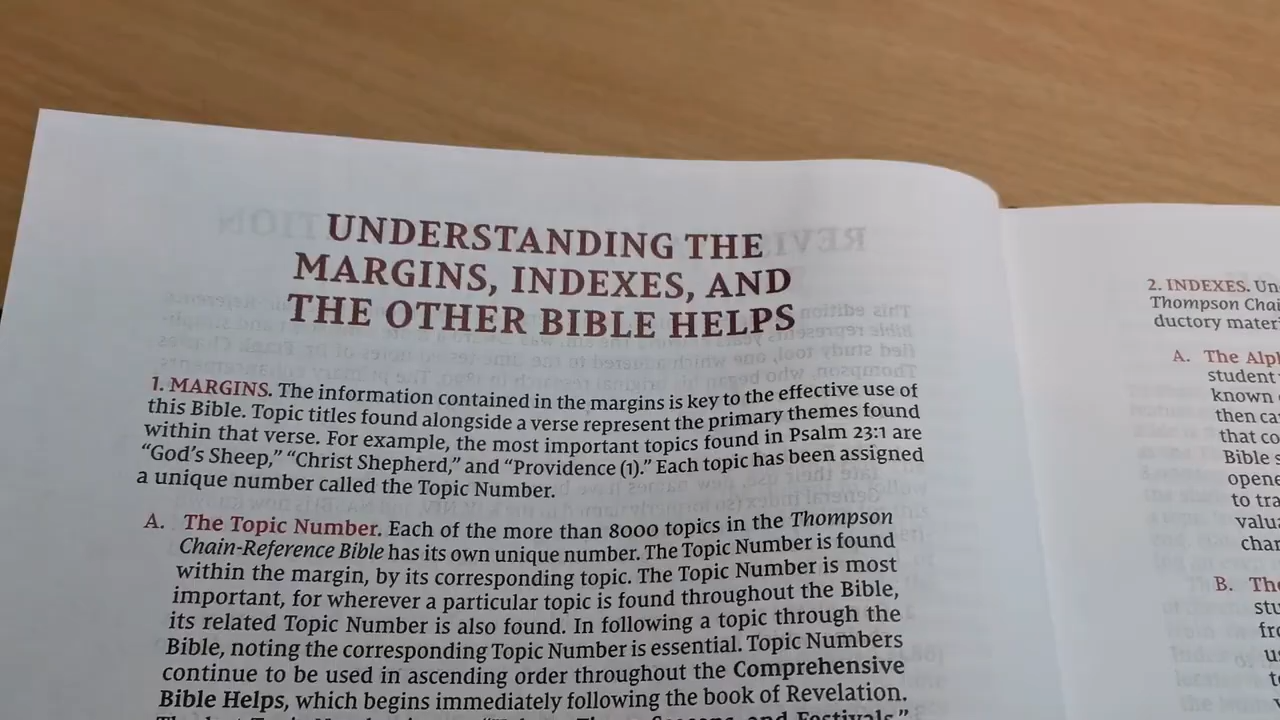 UNDERSTANDING THE
MARGINS, INDEXES, AND
THE OTHER BIBLE HELPS
1. MARGINS. The information contained in the margins is key to the effective use of
this Bible. Topic titles found alongside a verse represent the primary themes found
within that verse. For example, the most important topics found in Psalm 23:1 are
“God’s Sheep,” “Christ Shepherd,” and “Providence (1).” Each topic has been assigned
a unique number called the Topic Number.
A. The Topic Number. Each of the more than 8000 topics in the Thompson
Chain-Reference Bible has its own unique number. The Topic Number is found
within the margin, by its corresponding topic. The Topic Number is most
important, for wherever a particular topic is found throughout the Bible,
its related Topic Number is also found. In following a topic through the
Bible, noting the corresponding Topic Number is essential. Topic Numbers
continue to be used in ascending order throughout the Comprehensive
Bible Helps, which begins immediately following the book of Revelation.
and Festivals.”
2. INDEXES. Un
Thompson Chai
ductory mater
A. The Alp
student
known
then ca
that co
Bible s
opene
to tra
valu
char
B. Th
stu
fro
u
t